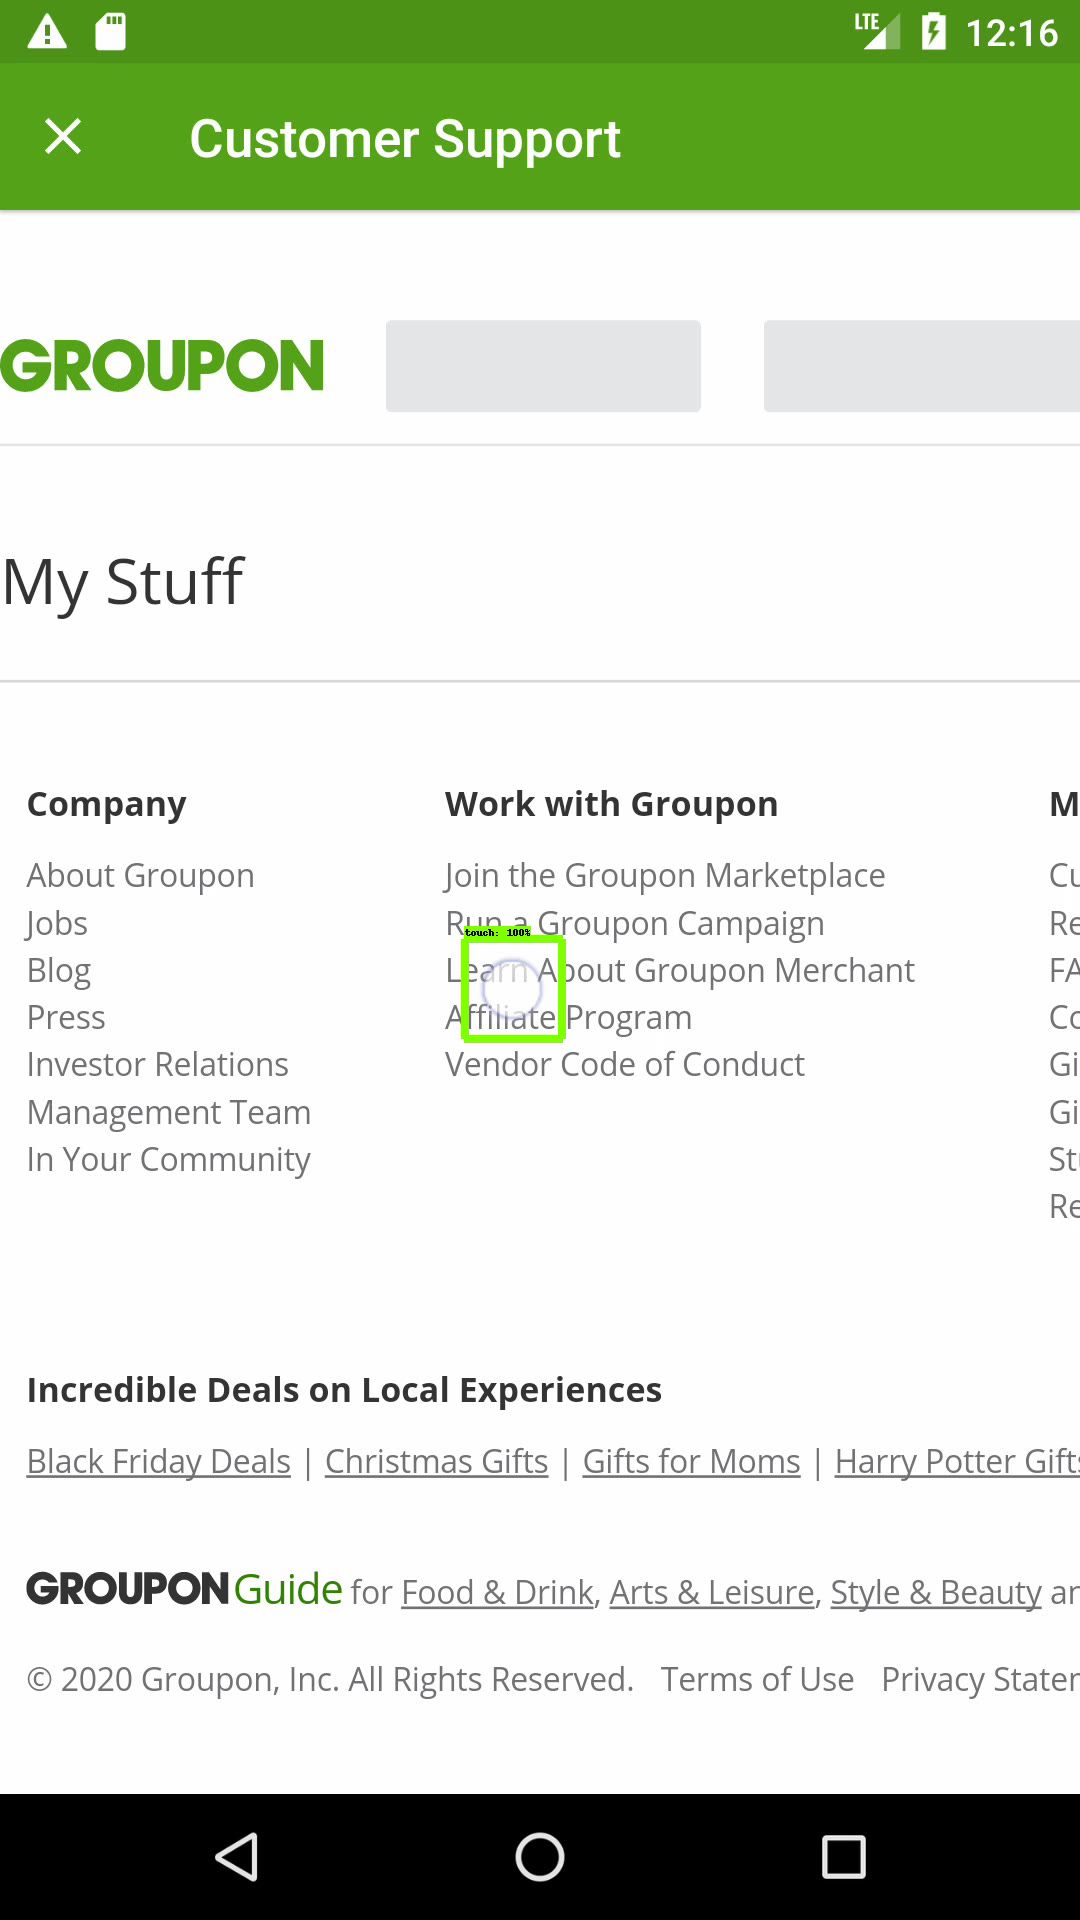 LTE 12:16
Customer Support
GROUPON
My Stuff
Company
About Groupon
Jobs
Blog
Press
Investor Relations
Management Team
In Your Community
Work with Groupon
Join the Groupon Marketplace
Run a Groupon Campaign
touch: 100%
Learn About Groupon Merchant
Affiliate Program
Vendor Code of Conduct
M
Cu
Re
FA
Co
Gi
Gi
Stu
Re
Incredible Deals on Local Experiences
Black Friday Deals | Christmas Gifts | Gifts for Moms | Harry Potter Gifts
GROUPON Guide for Food & Drink, Arts & Leisure, Style & Beauty an
© 2020 Groupon, Inc. All Rights Reserved. Terms of Use Privacy Stater